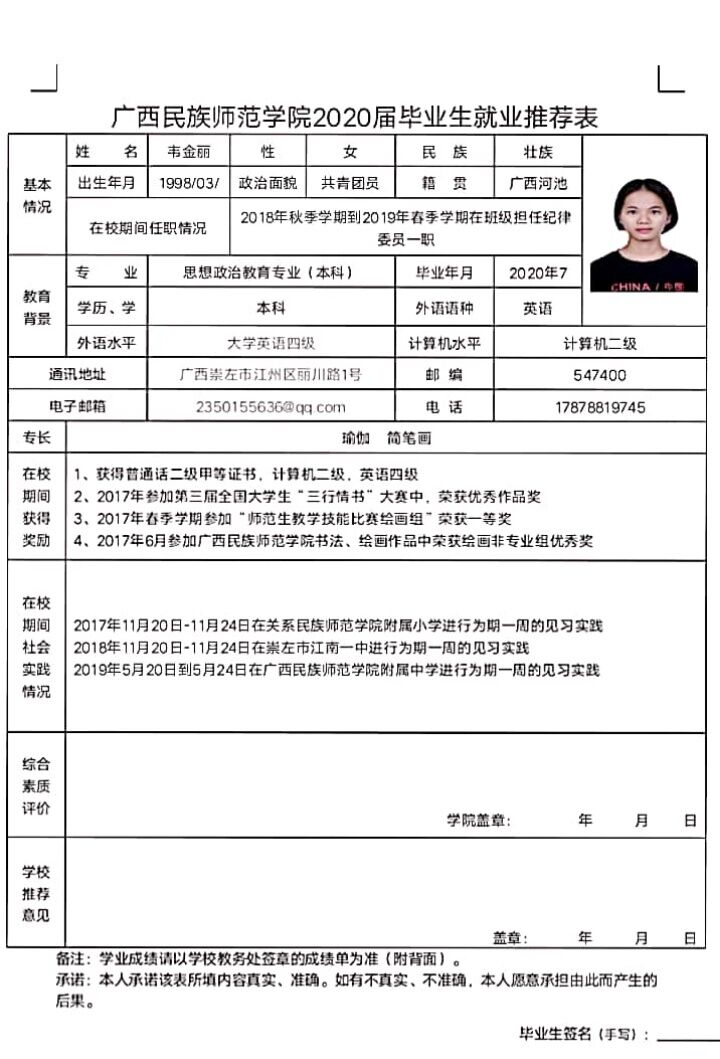 广西民族师范学院2020届毕业生就业推荐表
基本
情况
姓 名 韦金丽 性 女 民 族 壮族
出生年月 1998/03/ 政治面貌 共青团员 籍 贯 广西河池
在校期间任职情况 2018年秋季学期到2019年春季学期在班级担任纪律
委员一职
CHINA / 中国
教育
背景
专 业 思想政治教育专业（本科） 毕业年月 2020年7
学历、学 本科 外语语种 英语
外语水平 大学英语四级 计算机水平 计算机二级
通讯地址 广西崇左市江州区丽川路1号 邮 编 547400
电子邮箱 2350155636@qq.com 电 话 17878819745
专长 瑜伽 简笔画
在校
期间
获得
奖励
1、获得普通话二级甲等证书，计算机二级，英语四级
2、2017年参加第三届全国大学生“三行情书”大赛中，荣获优秀作品奖
3、2017年春季学期参加“师范生教学技能比赛绘画组”荣获一等奖
4、2017年6月参加广西民族师范学院书法、绘画作品中荣获绘画非专业组优秀奖
在校
期间
社会
实践
情况
2017年11月20日-11月24日在关系民族师范学院附属小学进行为期一周的见习实践
2018年11月20日-11月24日在崇左市江南一中进行为期一周的见习实践
2019年5月20日到5月24日在广西民族师范学院附属中学进行为期一周的见习实践
综合
素质
评价
学院盖章： 年 月 日
学校
推荐
意见
盖章： 年 月 日
备注：学业成绩请以学校教务处签章的成绩单为准（附背面）。
承诺：本人承诺该表所填内容真实、准确。如有不真实、不准确，本人愿意承担由此而产生的
后果。
毕业生签名（手写）：